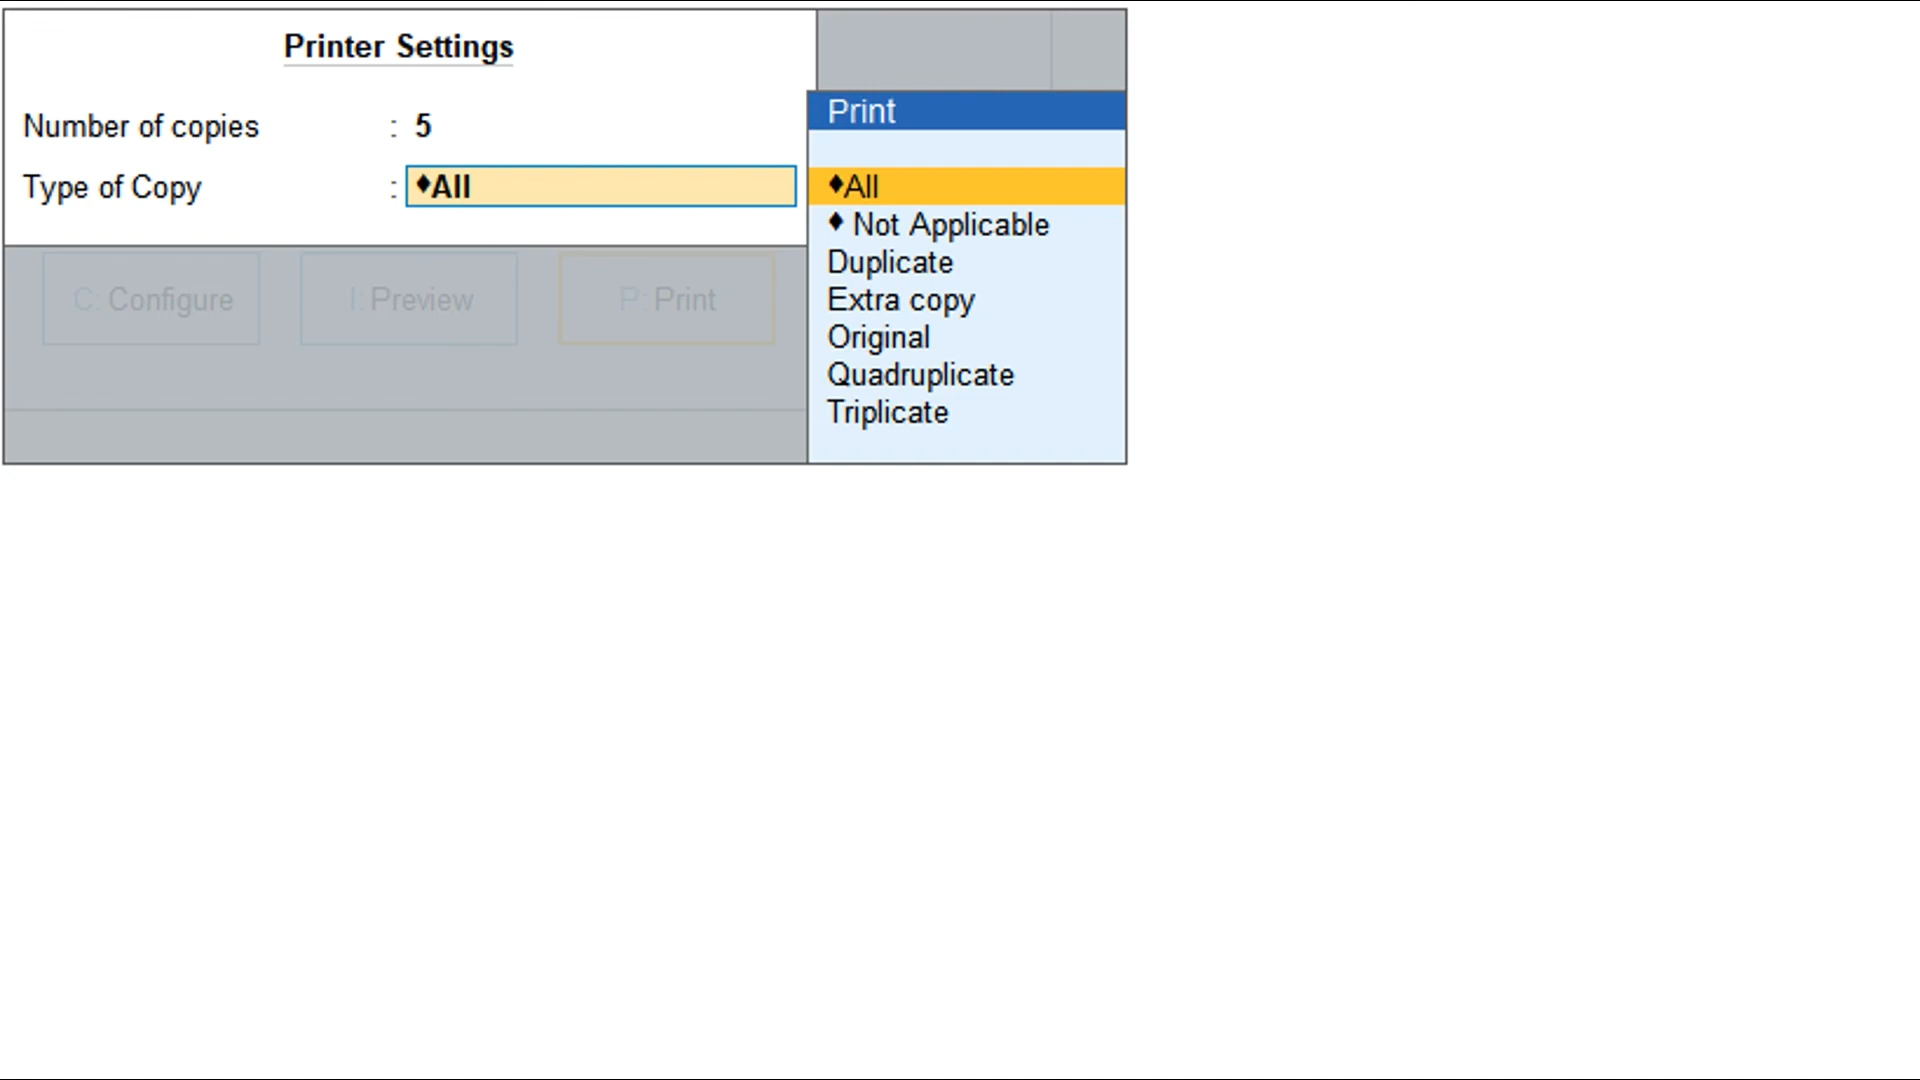 Printer Settings
Number of copies : 5
Type of Copy : ♦All
C: Configure
I: Preview
P: Print
Print
♦All
♦ Not Applicable
Duplicate
Extra copy
Original
Quadruplicate
Triplicate